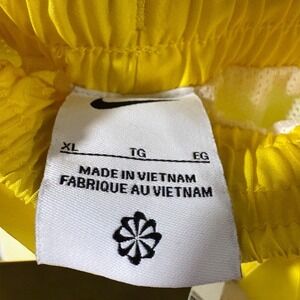 XL TG EG
MADE IN VIETNAM
FABRIQUE AU VIETNAM